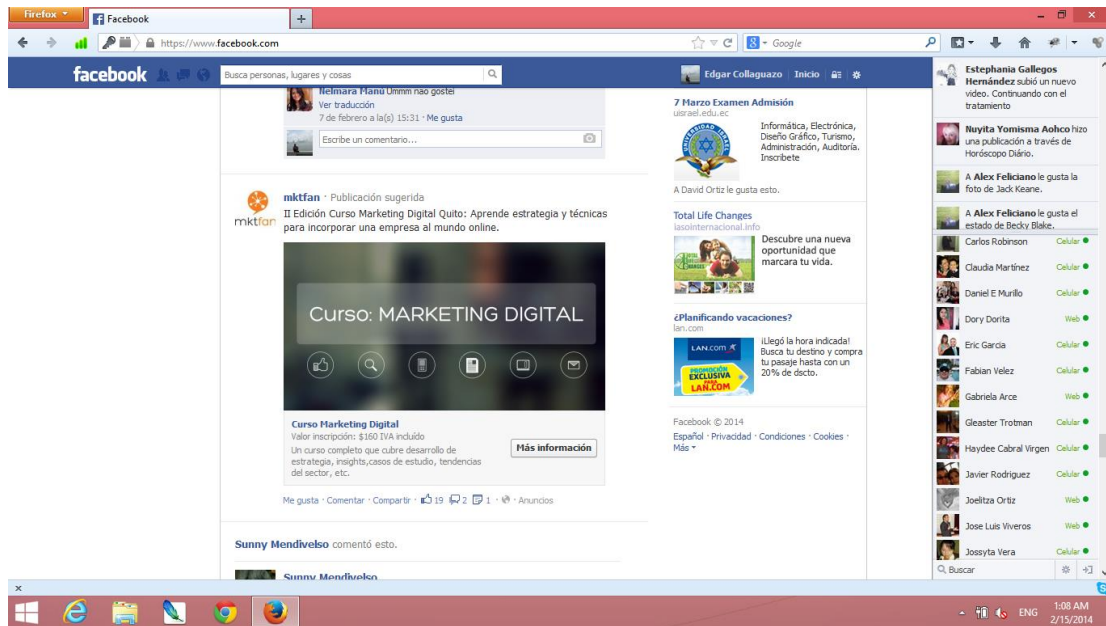 Firefox
Facebook
https://www.facebook.com
Google
facebook
Busca personas, lugares y cosas
Edgar Collaguazo
Inicio
Nelmara Manú Ummm nao gostei
Ver traducción
7 de febrero a la(s) 15:31 · Me gusta
Escribe un comentario...
mktfan · Publicación sugerida
II Edición Curso Marketing Digital Quito: Aprende estrategia y técnicas
para incorporar una empresa al mundo online.
mktfan
Curso: MARKETING DIGITAL
Curso Marketing Digital
Valor inscripción: $160 IVA incluído
Un curso completo que cubre desarrollo de
estrategia, insights,casos de estudio, tendencias
del sector, etc.
Más información
Me gusta · Comentar · Compartir · 19 2 1 · Anuncios
Sunny Mendivelso comentó esto.
Sunny Mendivelso
7 Marzo Examen Admisión
uisrael.edu.ec
Informática, Electrónica,
Diseño Gráfico, Turismo,
Administración, Auditoría.
Inscribete
A David Ortiz le gusta esto.
Total Life Changes
iasointernacional.info
Descubre una nueva
oportunidad que
marcara tu vida.
¿Planificando vacaciones?
lan.com
LAN.COM
PROMOCIÓN
EXCLUSIVA
PARA
LAN.COM
¡Llegó la hora indicada!
Busca tu destino y compra
tu pasaje hasta con un
20% de dscto.
Facebook © 2014
Español · Privacidad · Condiciones · Cookies ·
Más
Estephania Gallegos
Hernández subió un nuevo
video. Continuando con el
tratamiento
Nuyita Yomisma Aohco hizo
una publicación a través de
Horóscopo Diário.
A Alex Feliciano le gusta la
foto de Jack Keane.
A Alex Feliciano le gusta el
estado de Becky Blake.
Carlos Robinson Celular
Claudia Martínez Celular
Daniel E Murillo Celular
Dory Dorita Web
Eric Garcia Celular
Fabian Velez Celular
Gabriela Arce Web
Gleaster Trotman Celular
Haydee Cabral Virgen Celular
Javier Rodriguez Celular
Joelitza Ortiz Web
Jose Luis Viveros Web
Jossyta Vera Celular
Buscar
ENG
1:08 AM
2/15/2014